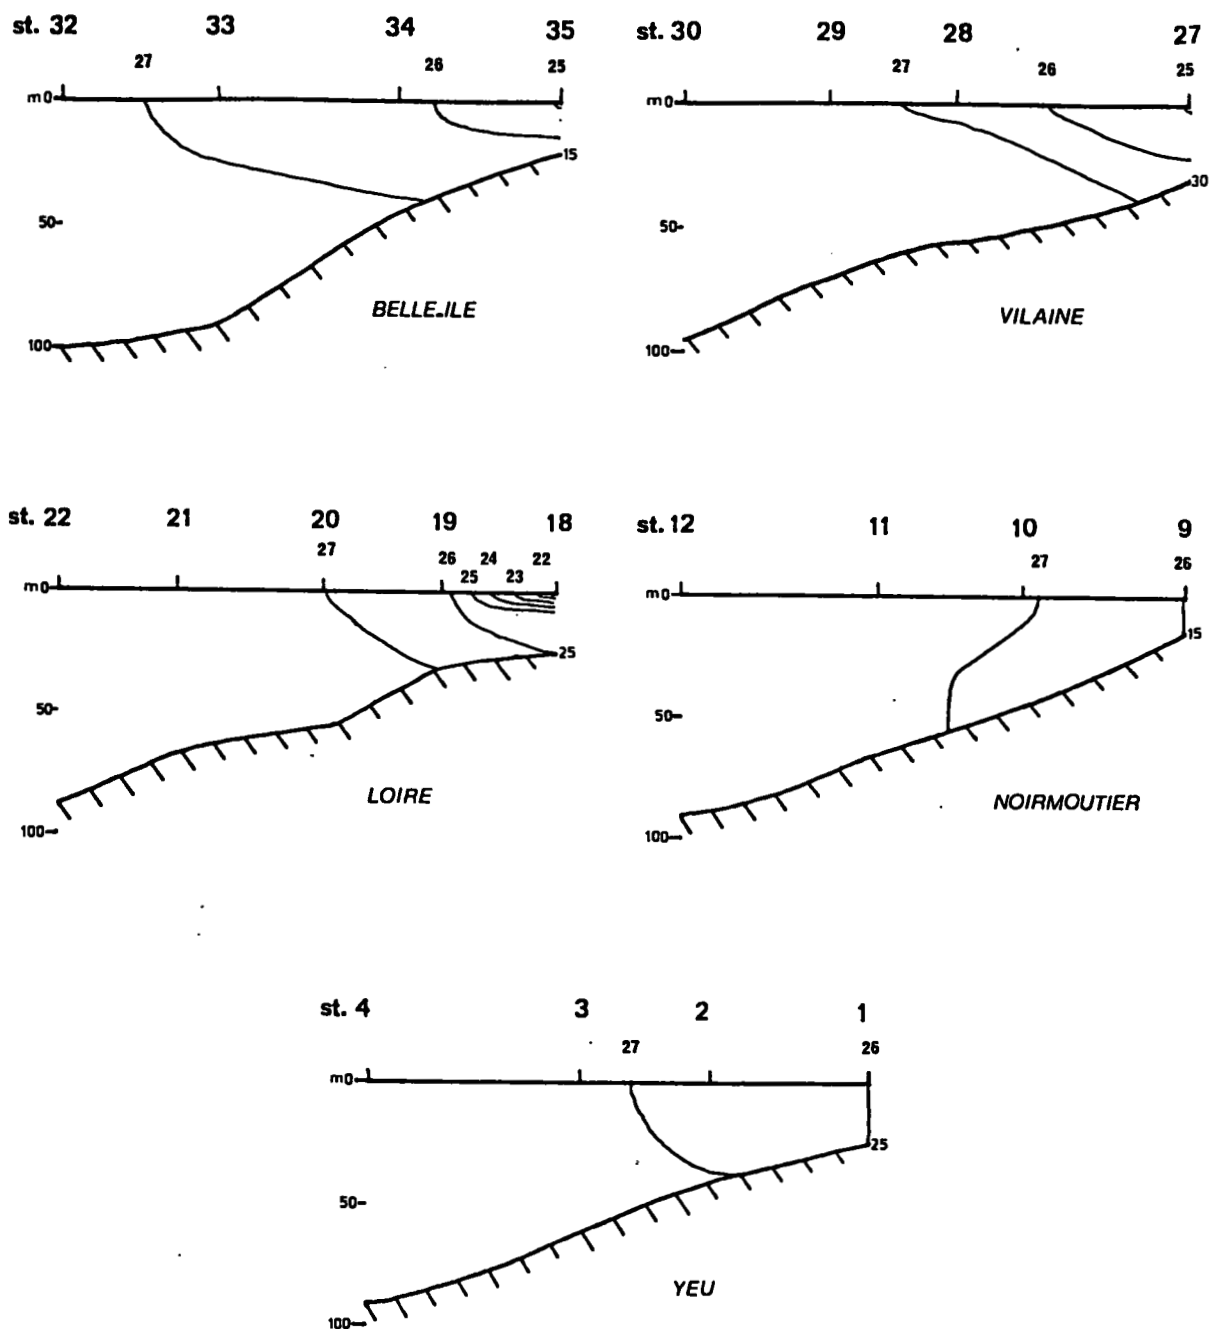 st. 32 33 34 35
27 26 25
m0
15
50
100
BELLE-ILE
st. 30 29 28 27
27 26 25
m0
30
50
100
VILAINE
st. 22 21 20 19 18
27 26 24 22
25 23
m0
25
50
100
LOIRE
st. 12 11 10 9
27 26
m0
15
50
100
NOIRMOUTIER
st. 4 3 2 1
27 26
m0
25
50
100
YEU